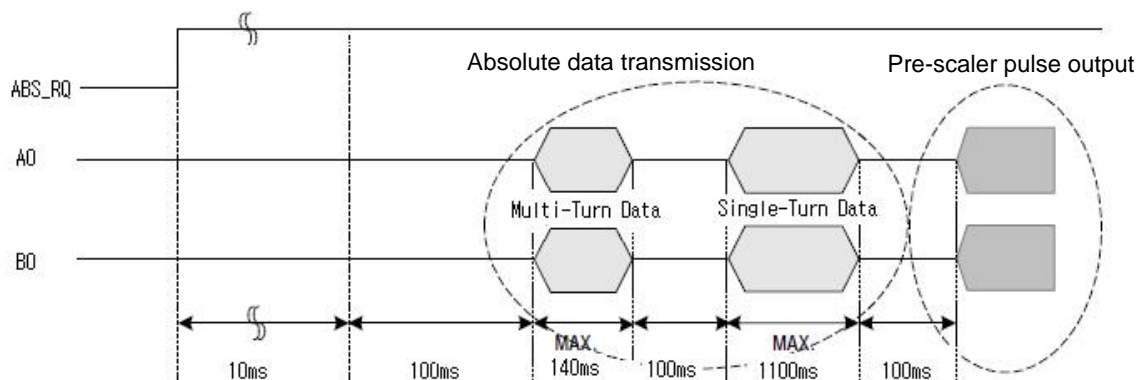 Absolute data transmission
Pre-scaler pulse output
ABS_RQ
AO
Multi-Turn Data
Single-Turn Data
BO
MAX.
MAX.
10ms
100ms
140ms
100ms
1100ms
100ms